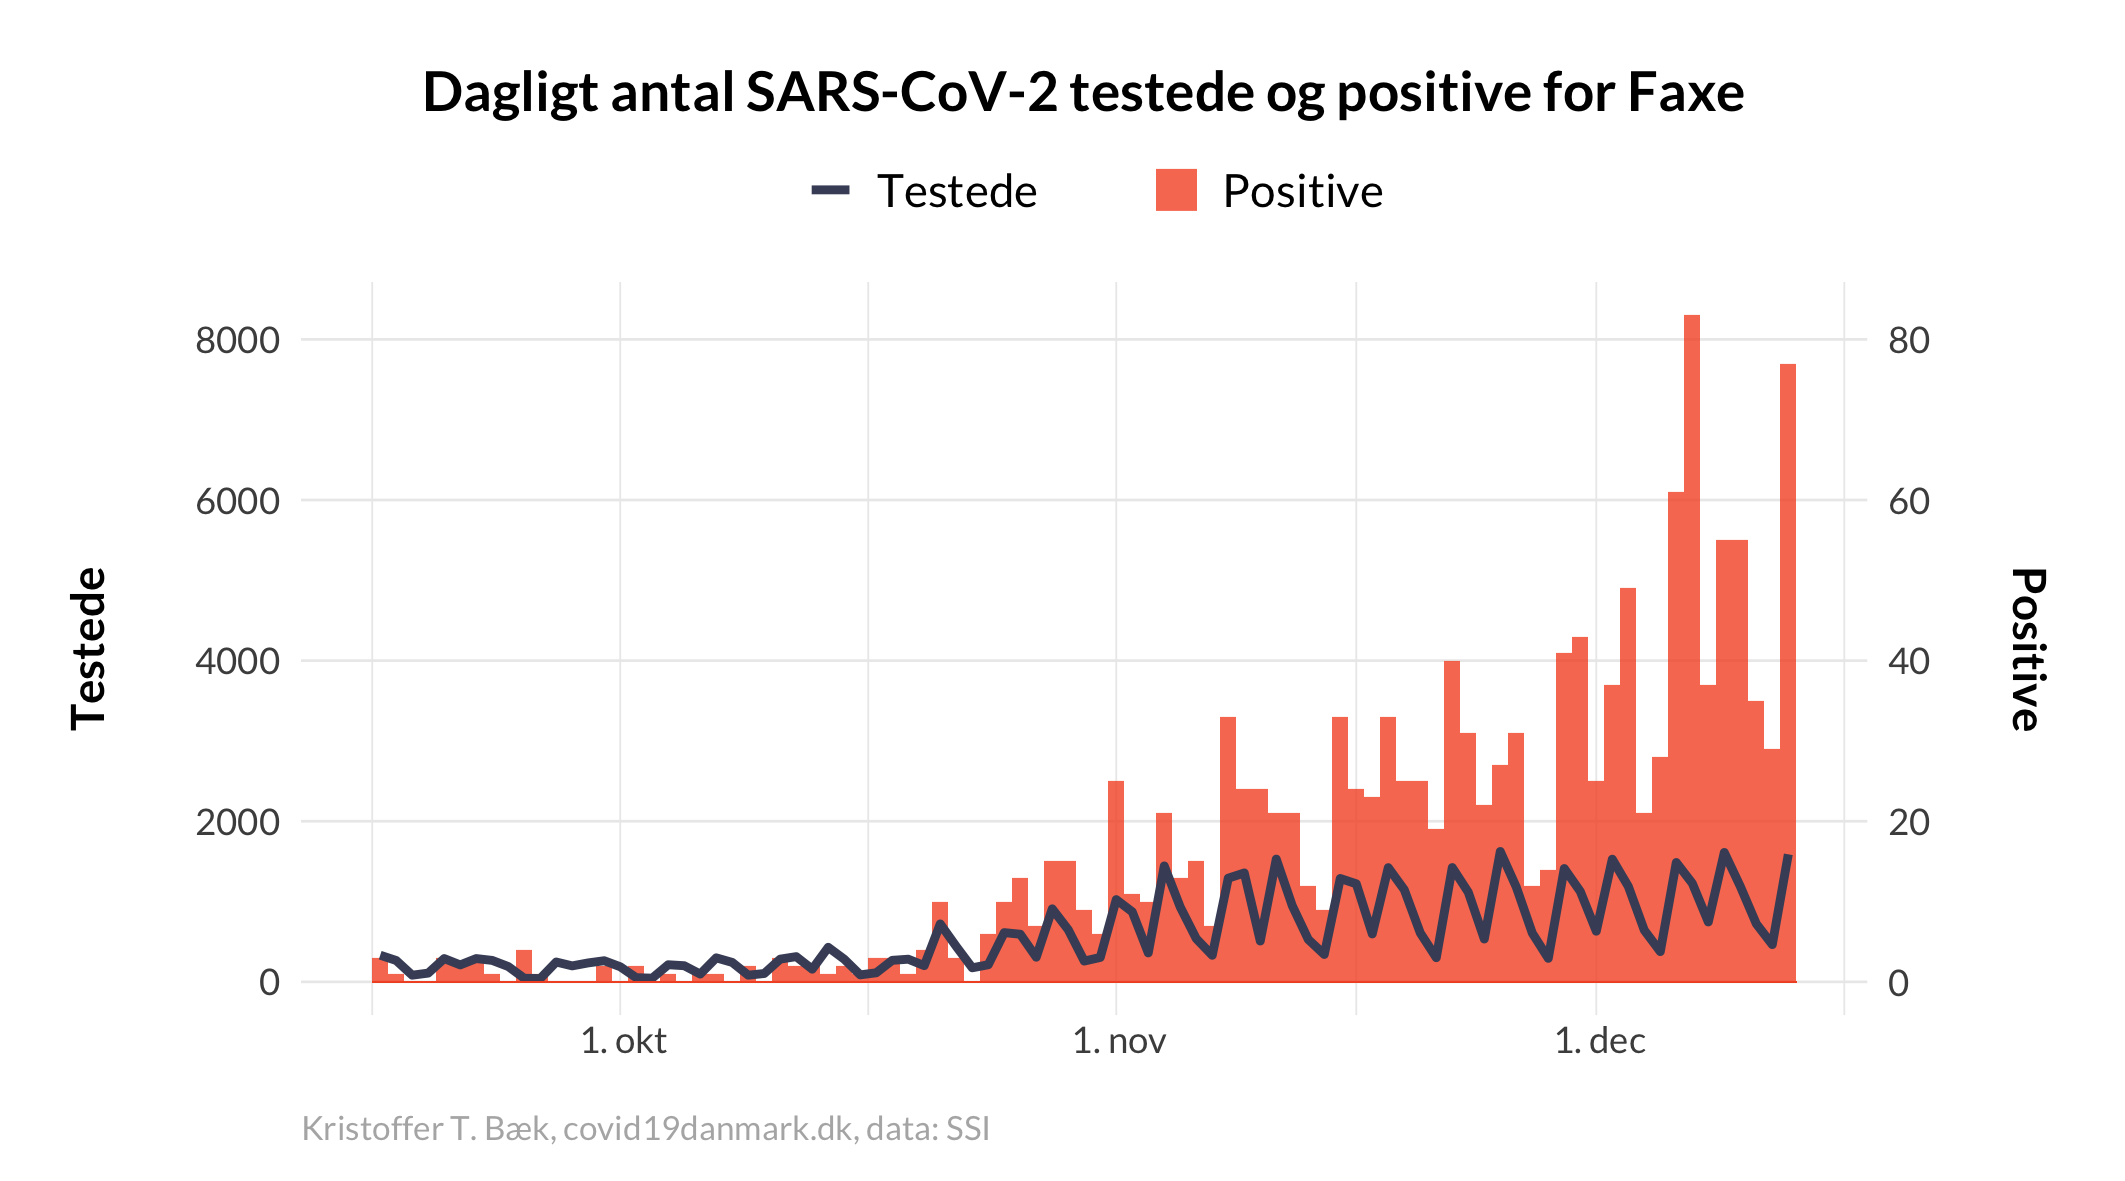 Dagligt antal SARS-CoV-2 testede og positive for Faxe
Testede
Positive
8000
6000
4000
2000
0
Testede
80
60
40
20
0
Positive
1. okt
1. nov
1. dec
Kristoffer T. Bæk, covid19danmark.dk, data: SSI